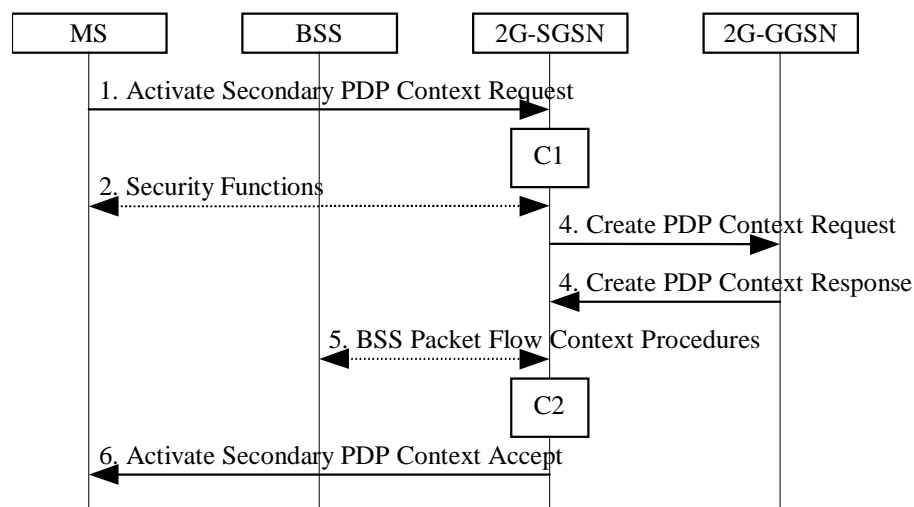 MS
BSS
2G-SGSN
2G-GGSN
1. Activate Secondary PDP Context Request
C1
2. Security Functions
4. Create PDP Context Request
4. Create PDP Context Response
5. BSS Packet Flow Context Procedures
C2
6. Activate Secondary PDP Context Accept